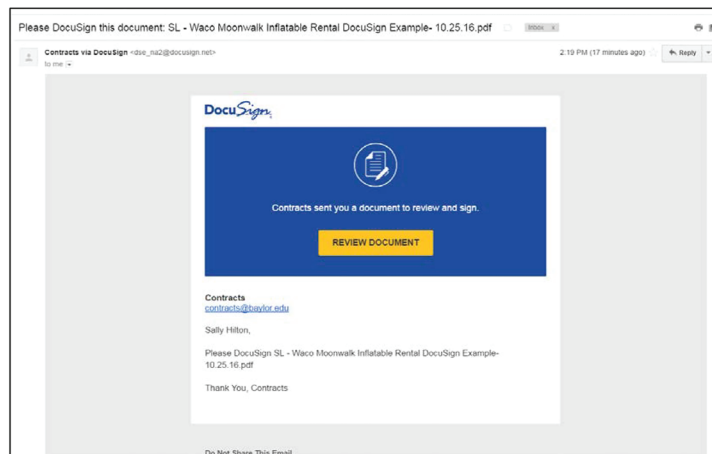 Please DocuSign this document: SL - Waco Moonwalk Inflatable Rental DocuSign Example- 10.25.16.pdf
Inbox x
Contracts via DocuSign <dse_na2@docusign.net>
2:19 PM (17 minutes ago)
Reply
to me
DocuSign
Contracts sent you a document to review and sign.
REVIEW DOCUMENT
Contracts
contracts@baylor.edu
Sally Hilton,
Please DocuSign SL - Waco Moonwalk Inflatable Rental DocuSign Example-
10.25.16.pdf
Thank You, Contracts
Do Not Share This Email